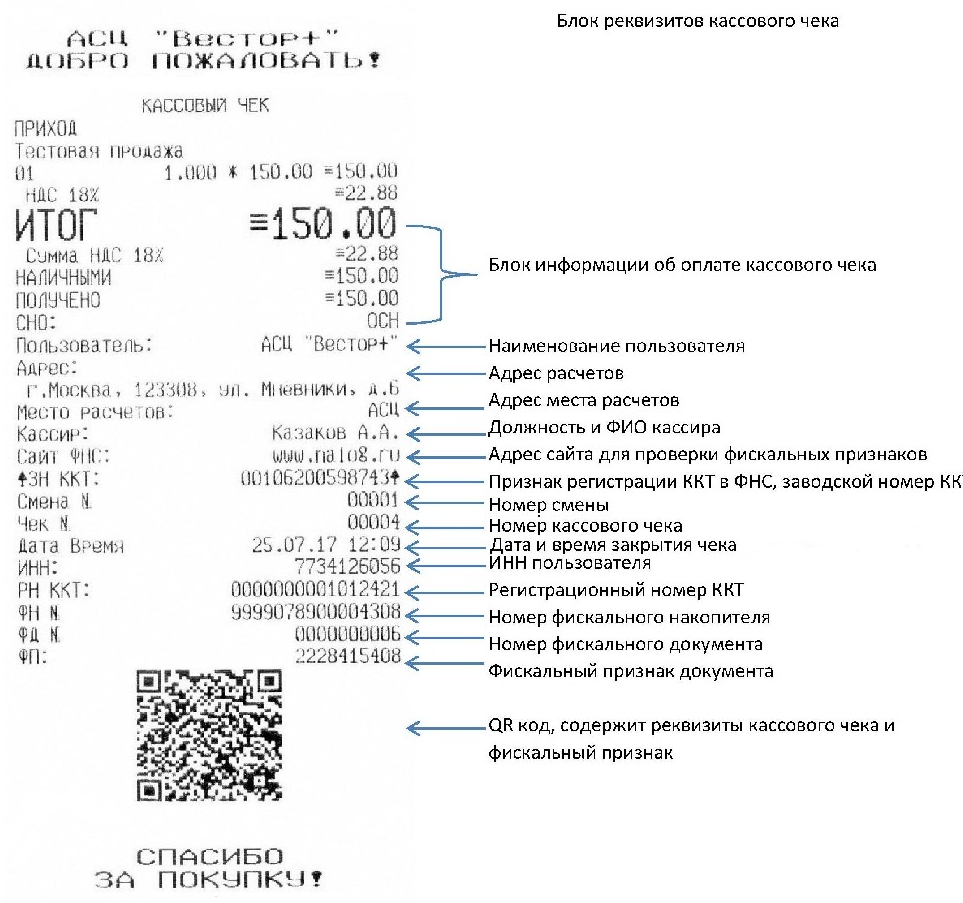 Блок реквизитов кассового чека
АСЦ "Вестор+"
ДОБРО ПОЖАЛОВАТЬ!
КАССОВЫЙ ЧЕК
ПРИХОД
Тестовая продажа
01 1.000 * 150.00 =150.00
НДС 18% =22.88
ИТОГ =150.00
Сумма НДС 18% =22.88
НАЛИЧНЫМИ =150.00
ПОЛУЧЕНО =150.00
СНО: ОСН
Блок информации об оплате кассового чека
Пользователь: АСЦ "Вестор+" Наименование пользователя
Адрес: Адрес расчетов
г.Москва, 123308, ул. Мневники, д.6
Место расчетов: АСЦ Адрес места расчетов
Кассир: Казаков А.А. Должность и ФИО кассира
Сайт ФНС: www.nalog.ru Адрес сайта для проверки фискальных признаков
ЗН ККТ: 00106200598743 Признак регистрации ККТ в ФНС, заводской номер КК
Смена N 00001 Номер смены
Чек N 00004 Номер кассового чека
Дата Время 25.07.17 12:09 Дата и время закрытия чека
ИНН: 7734126056 ИНН пользователя
РН ККТ: 0000000001012421 Регистрационный номер ККТ
ФН N 9999078900004308 Номер фискального накопителя
ФД N 0000000006 Номер фискального документа
ФП: 2228415408 Фискальный признак документа
QR код, содержит реквизиты кассового чека и
фискальный признак
СПАСИБО
ЗА ПОКУПКУ!